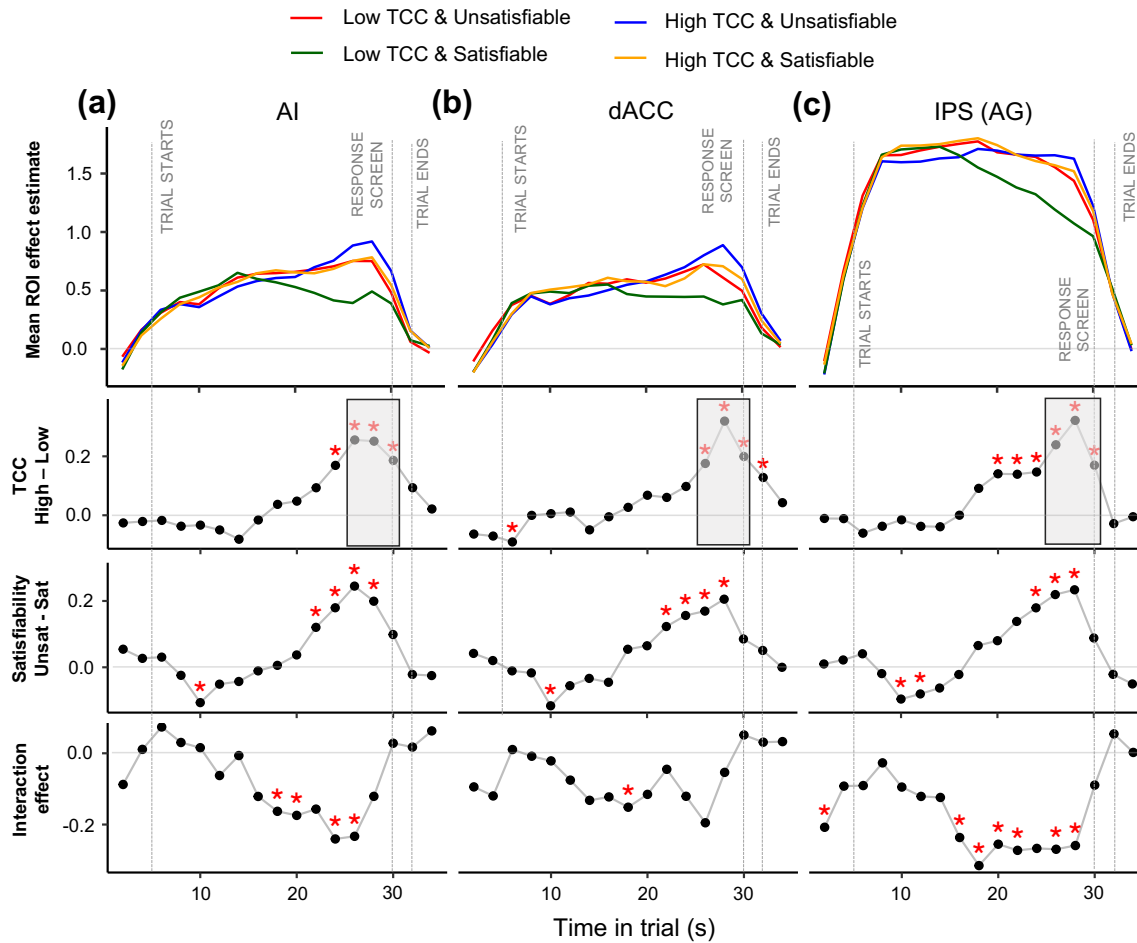 Low TCC & Unsatisfiable
High TCC & Unsatisfiable
Low TCC & Satisfiable
High TCC & Satisfiable
(a)
AI
(b)
dACC
(c)
IPS (AG)
Mean ROI effect estimate
1.5
1.0
0.5
0.0
TRIAL STARTS
RESPONSE
SCREEN
TRIAL ENDS
TRIAL STARTS
RESPONSE
SCREEN
TRIAL ENDS
TRIAL STARTS
RESPONSE
SCREEN
TRIAL ENDS
TCC
High – Low
0.2
0.0
* * * *
* * * * *
* * * * * *
Satisfiability
Unsat - Sat
0.2
0.0
* * * * *
* * * * *
* * * * *
Interaction
effect
0.0
-0.2
* * * *
*
* * * * * * *
10 20 30
10 20 30
10 20 30
Time in trial (s)